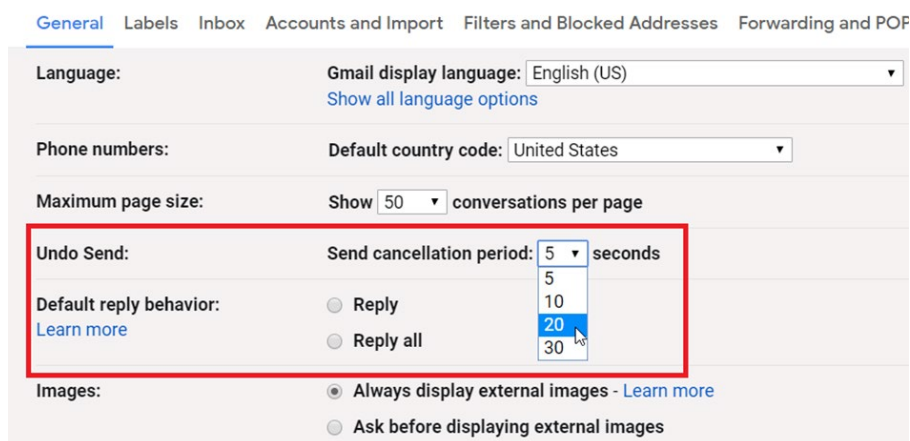 General Labels Inbox Accounts and Import Filters and Blocked Addresses Forwarding and POP
Language: Gmail display language: English (US)
Show all language options
Phone numbers: Default country code: United States
Maximum page size: Show 50 conversations per page
Undo Send: Send cancellation period: 5 seconds
5
Default reply behavior: Reply 10
Learn more 20
Reply all 30
Images: Always display external images - Learn more
Ask before displaying external images